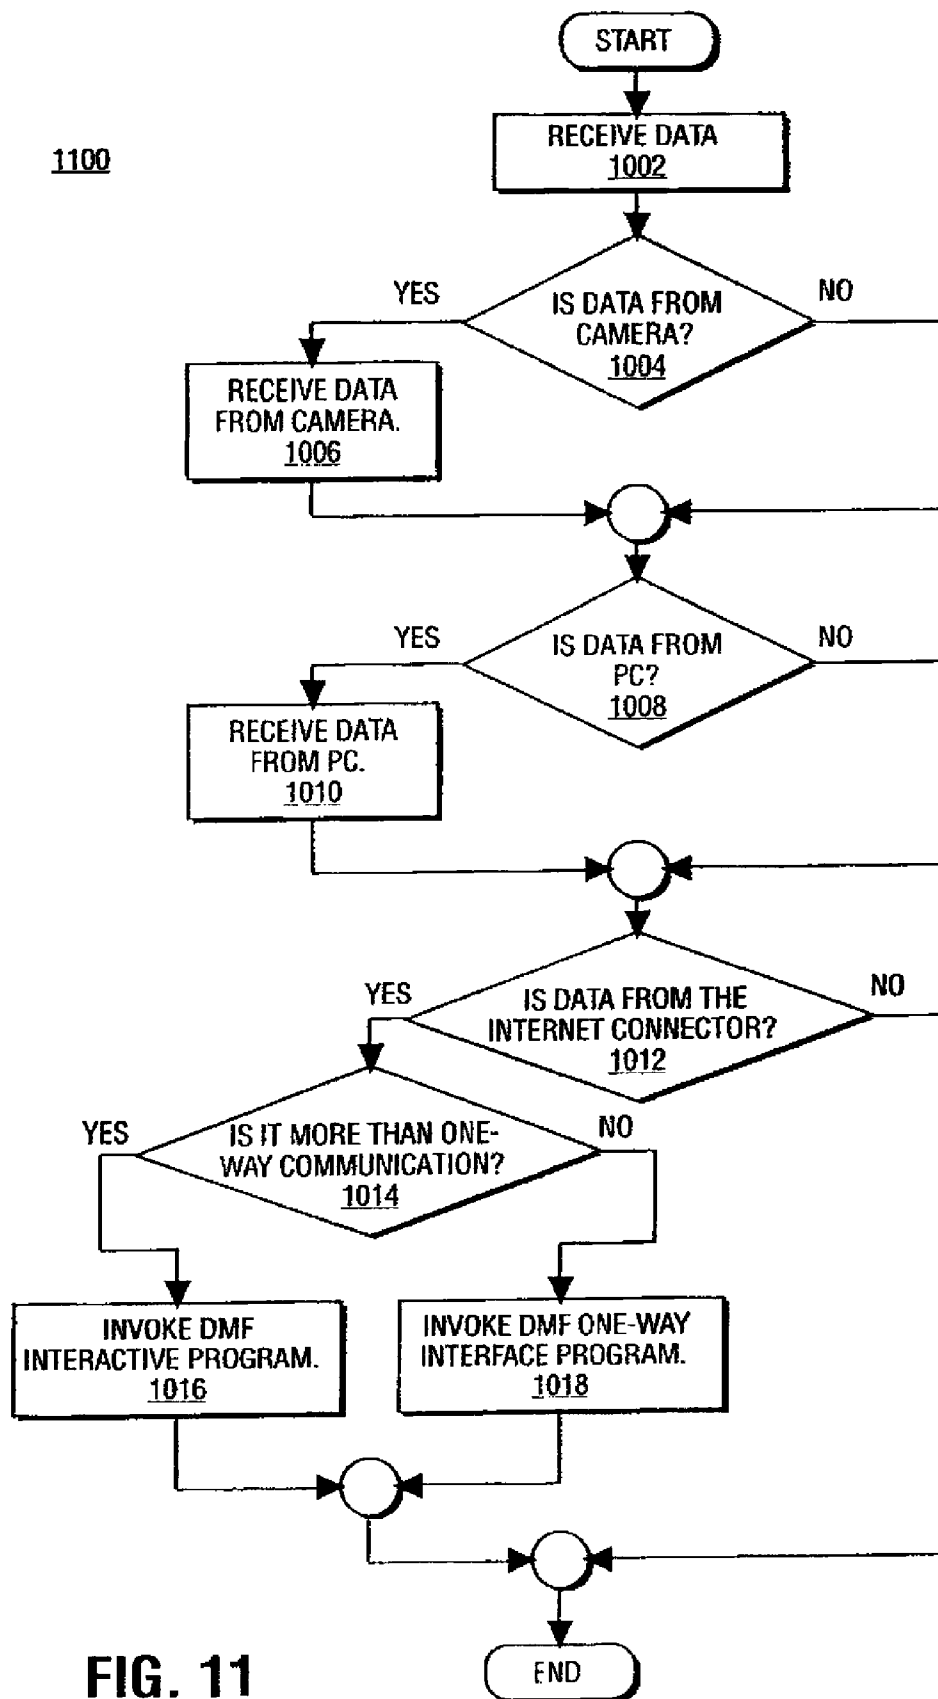 START
RECEIVE DATA
1002
1100
YES
NO
IS DATA FROM
CAMERA?
1004
RECEIVE DATA
FROM CAMERA.
1006
YES
NO
IS DATA FROM
PC?
1008
RECEIVE DATA
FROM PC.
1010
YES
NO
IS DATA FROM THE
INTERNET CONNECTOR?
1012
YES
NO
IS IT MORE THAN ONE-
WAY COMMUNICATION?
1014
INVOKE DMF
INTERACTIVE PROGRAM.
1016
INVOKE DMF ONE-WAY
INTERFACE PROGRAM.
1018
END
FIG. 11